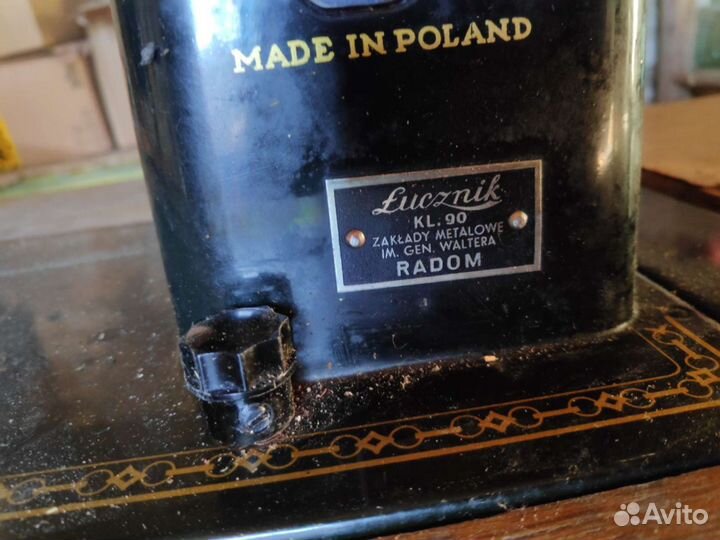 MADE IN POLAND
Łucznik
KL. 90
ZAKŁADY METALOWE
IM. GEN. WALTERA
RADOM
Avito